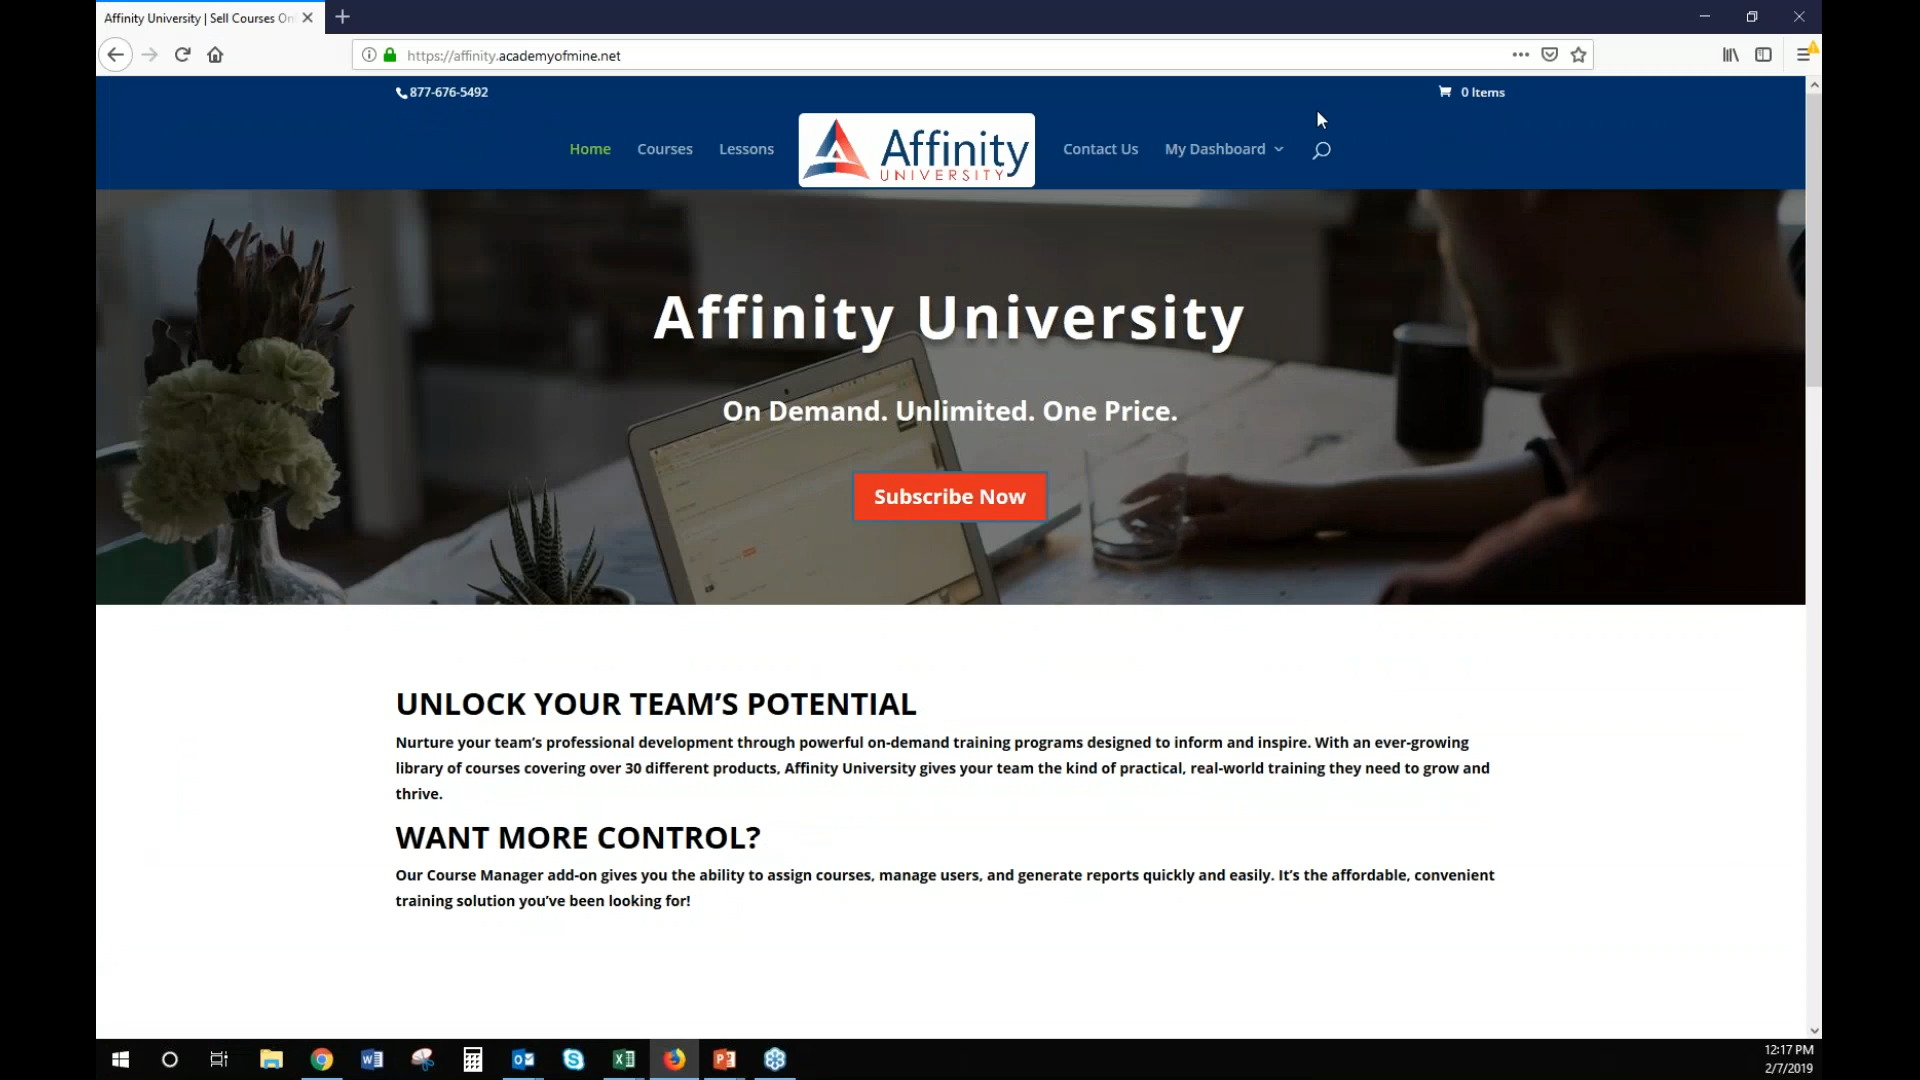 Affinity University | Sell Courses On
https://affinity.academyofmine.net
877-676-5492
0 Items
Home
Courses
Lessons
Affinity
UNIVERSITY
Contact Us
My Dashboard
Affinity University
On Demand. Unlimited. One Price.
Subscribe Now
UNLOCK YOUR TEAM’S POTENTIAL
Nurture your team’s professional development through powerful on-demand training programs designed to inform and inspire. With an ever-growing
library of courses covering over 30 different products, Affinity University gives your team the kind of practical, real-world training they need to grow and
thrive.
WANT MORE CONTROL?
Our Course Manager add-on gives you the ability to assign courses, manage users, and generate reports quickly and easily. It’s the affordable, convenient
training solution you’ve been looking for!
12:17 PM
2/7/2019